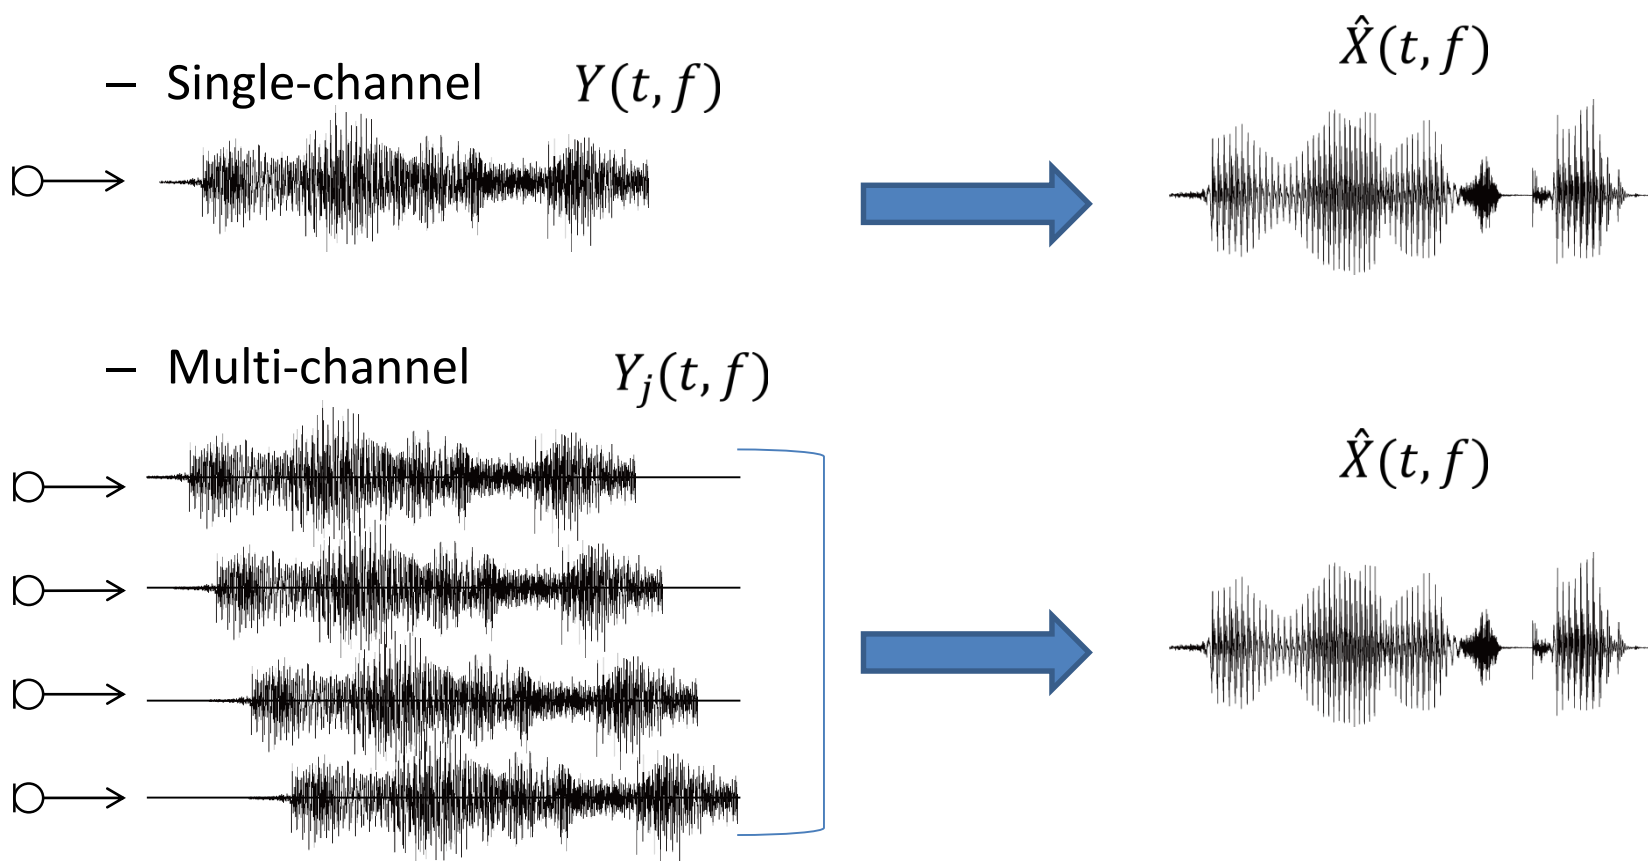 – Single-channel Y(t, f)
X̂(t, f)
– Multi-channel Y_j(t, f)
X̂(t, f)